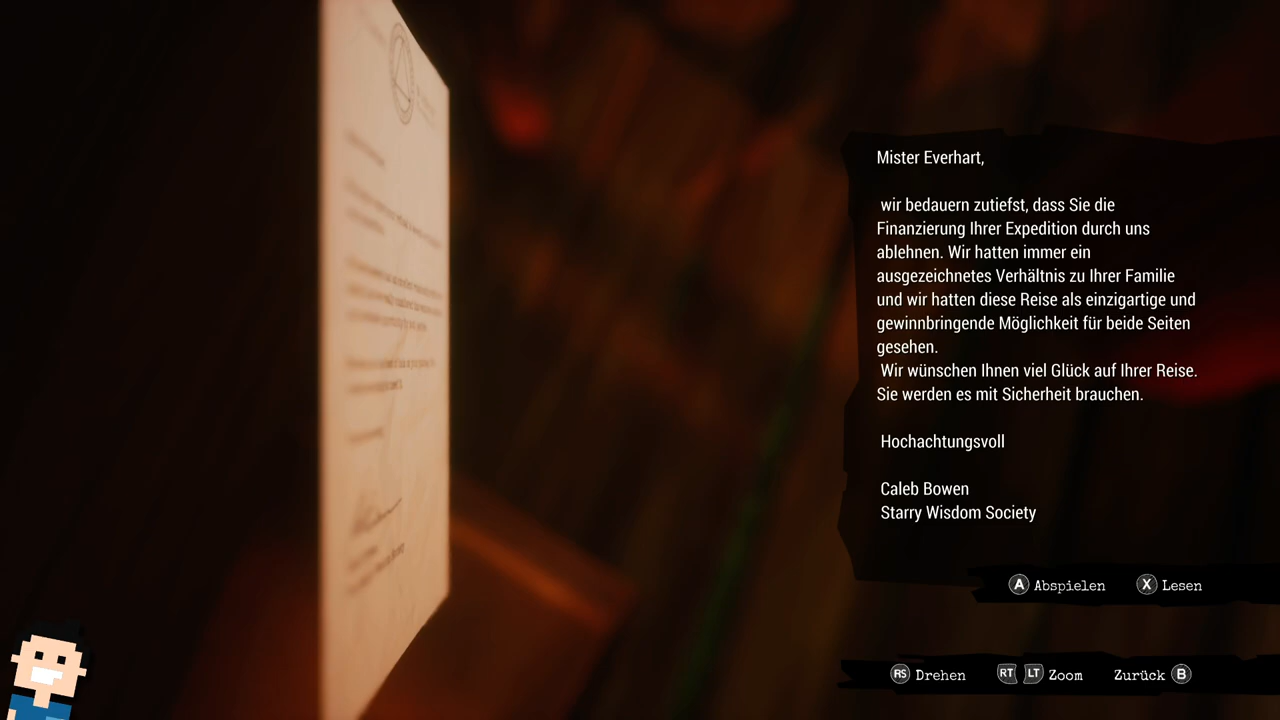 Mister Everhart,
wir bedauern zutiefst, dass Sie die
Finanzierung Ihrer Expedition durch uns
ablehnen. Wir hatten immer ein
ausgezeichnetes Verhältnis zu Ihrer Familie
und wir hatten diese Reise als einzigartige und
gewinnbringende Möglichkeit für beide Seiten
gesehen.
Wir wünschen Ihnen viel Glück auf Ihrer Reise.
Sie werden es mit Sicherheit brauchen.
Hochachtungsvoll
Caleb Bowen
Starry Wisdom Society
A Abspielen X Lesen
RS Drehen RT LT Zoom Zurück B